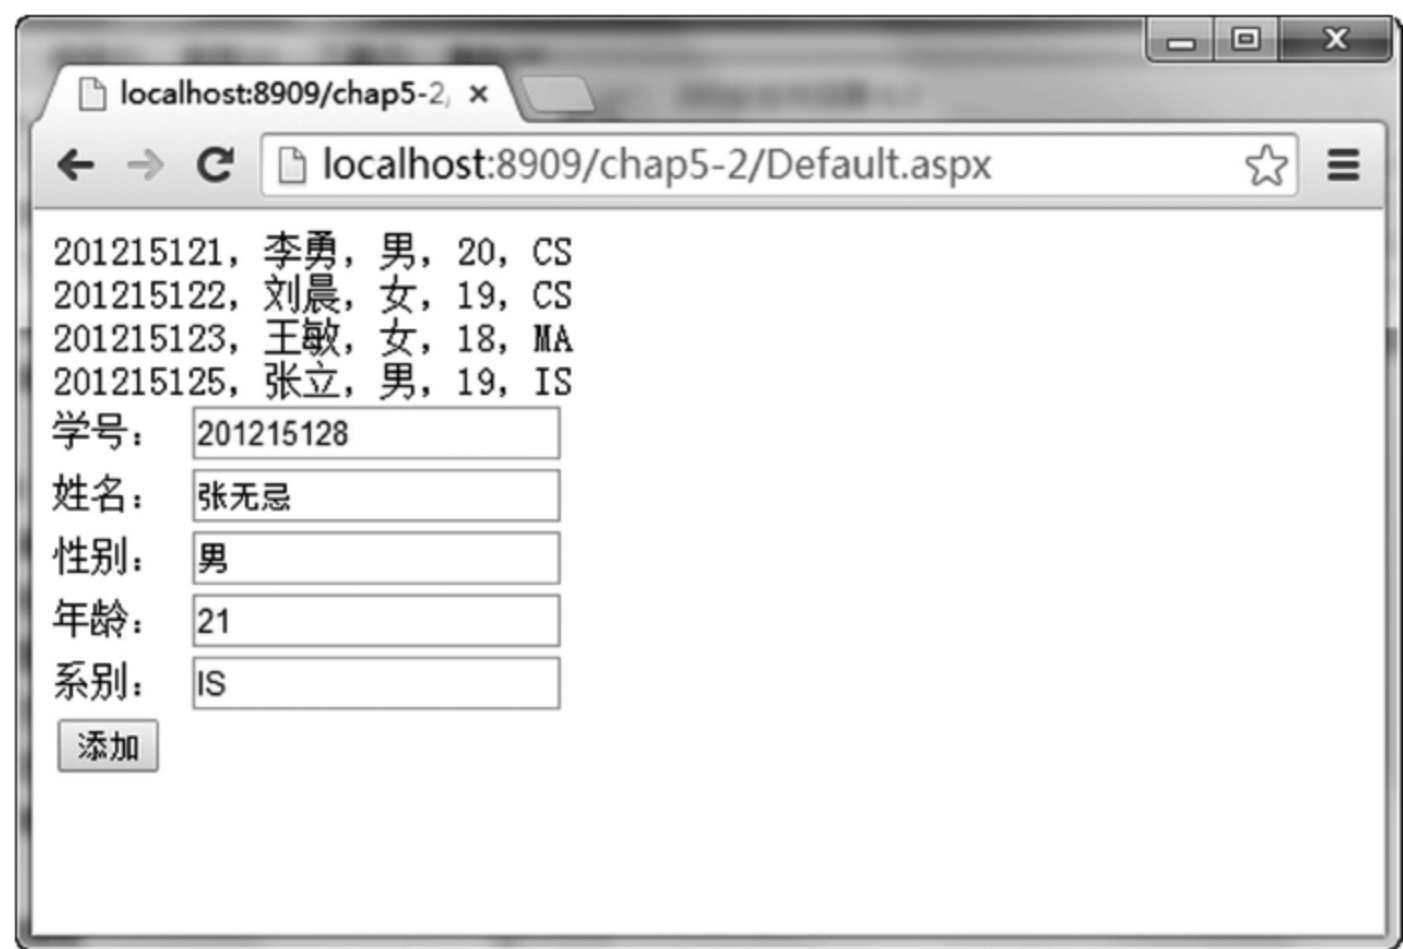 localhost:8909/chap5-2,
localhost:8909/chap5-2/Default.aspx
201215121，李勇，男，20，CS
201215122，刘晨，女，19，CS
201215123，王敏，女，18，MA
201215125，张立，男，19，IS
学号： 201215128
姓名： 张无忌
性别： 男
年龄： 21
系别： IS
添加